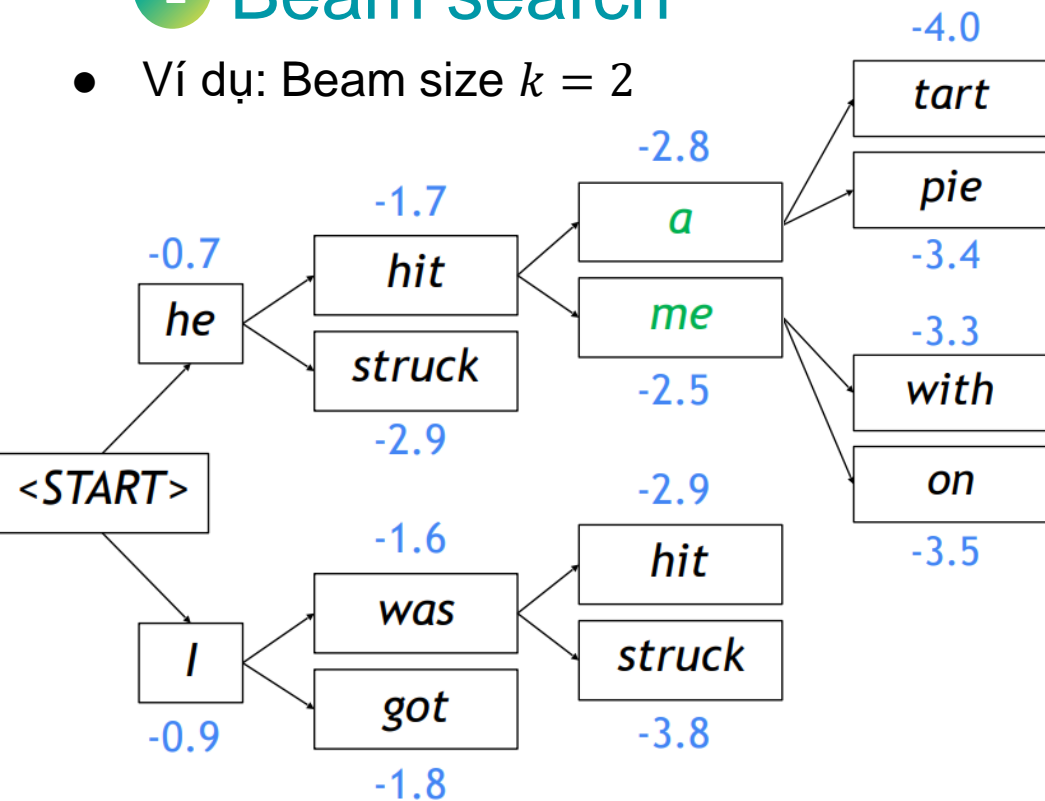 Beam search
● Ví dụ: Beam size k = 2
<START>
-0.7
he
I
-0.9
-1.7
hit
struck
-2.9
-1.6
was
got
-1.8
-2.8
a
me
-2.5
-2.9
hit
struck
-3.8
-4.0
tart
pie
-3.4
-3.3
with
on
-3.5